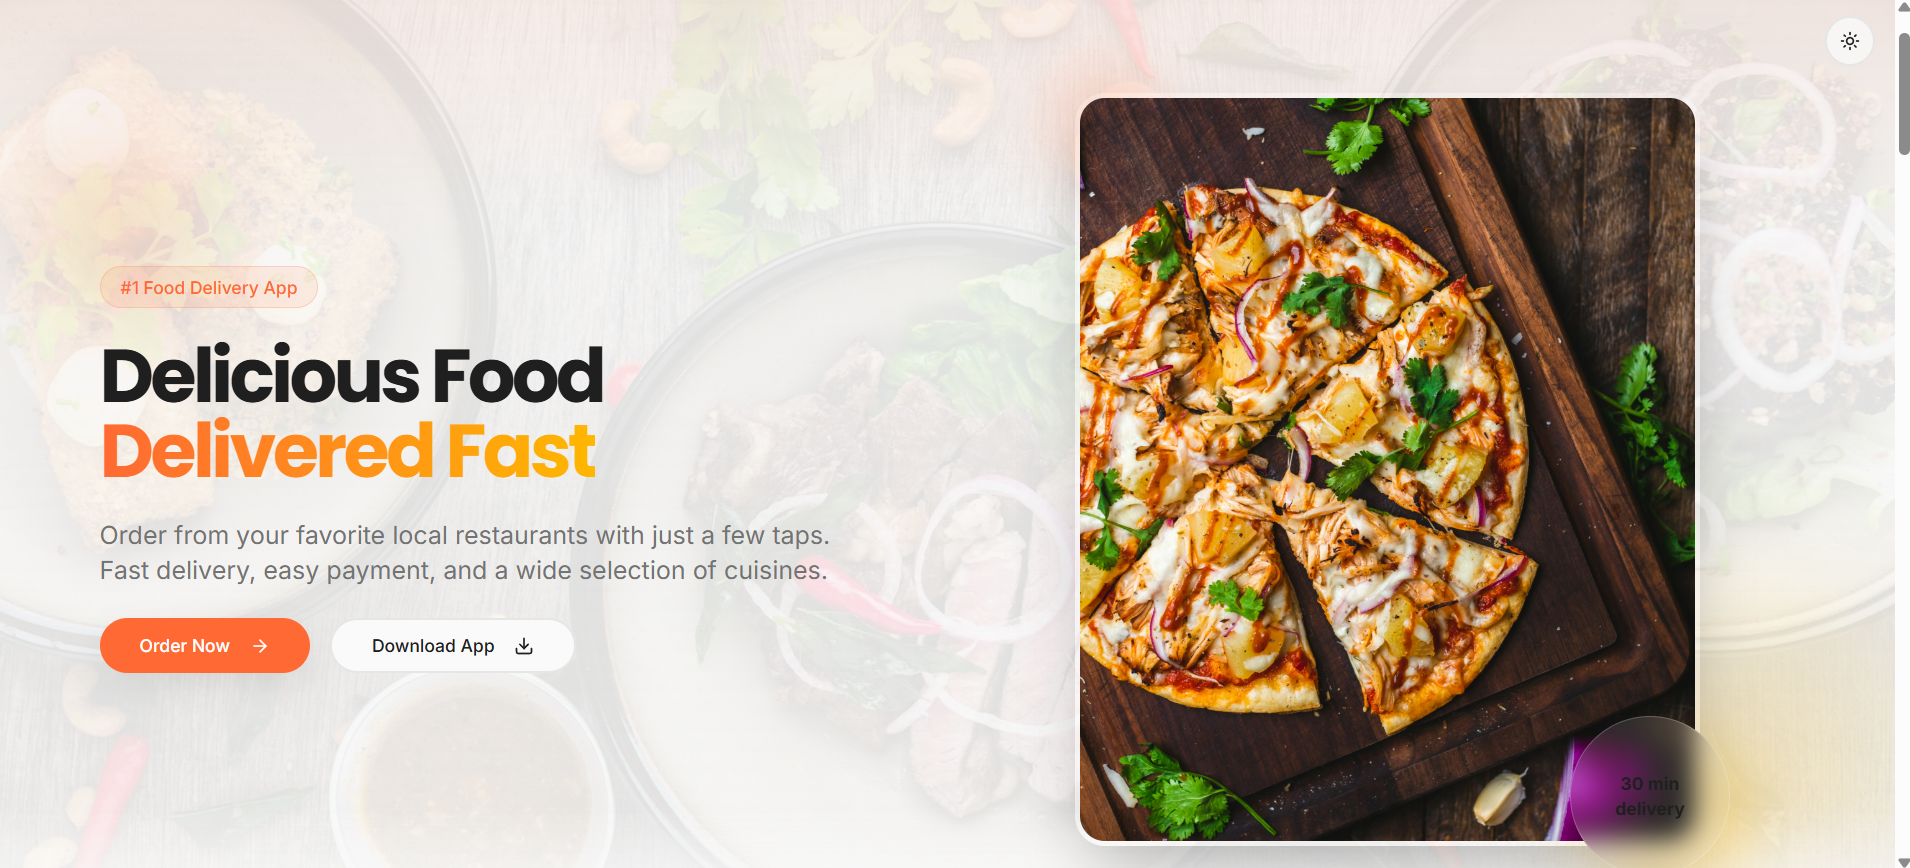 #1 Food Delivery App
Delicious Food
Delivered Fast
Order from your favorite local restaurants with just a few taps.
Fast delivery, easy payment, and a wide selection of cuisines.
Order Now
Download App
30 min
delivery